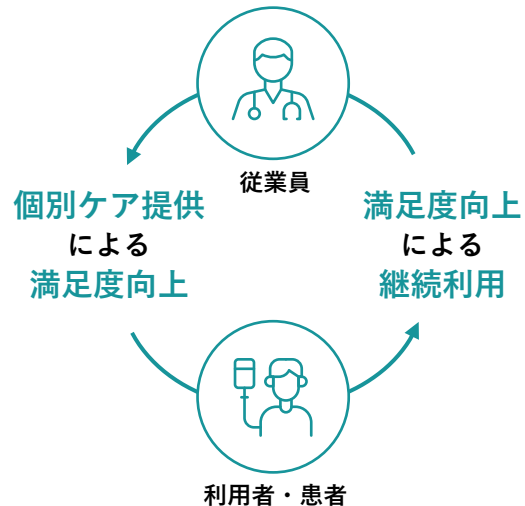 従業員
個別ケア提供
による
満足度向上
満足度向上
による
継続利用
利用者・患者